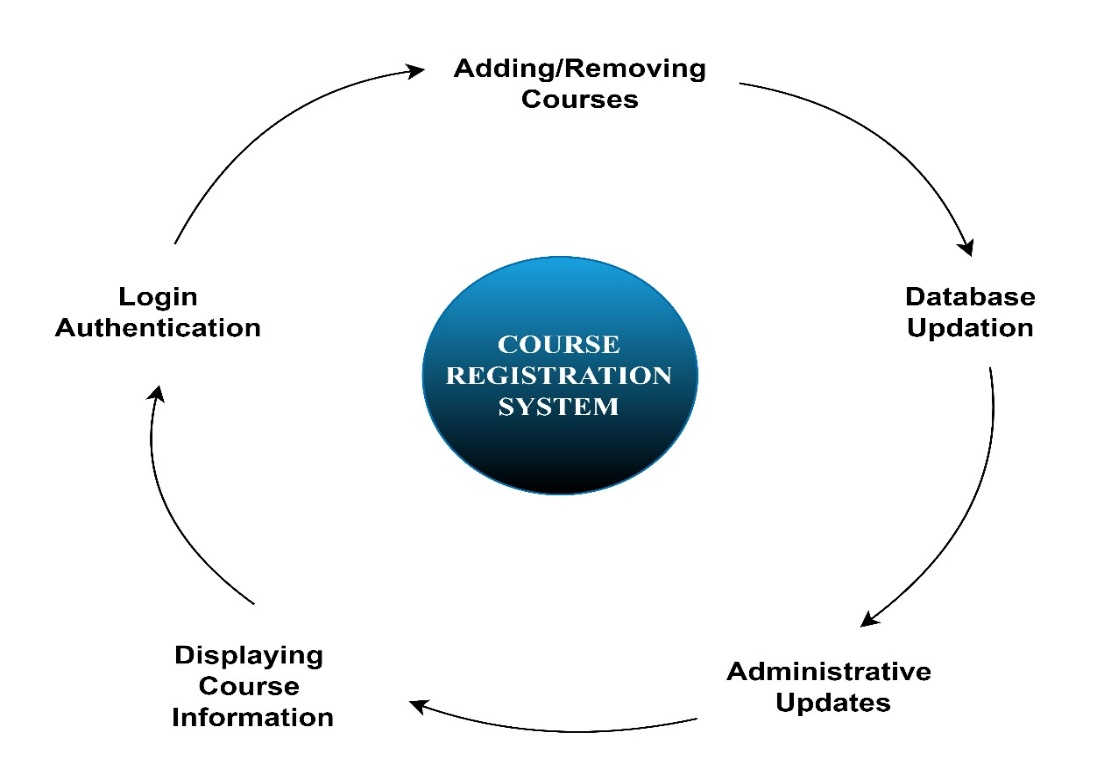 Adding/Removing
Courses
Login
Authentication
Database
Updation
COURSE
REGISTRATION
SYSTEM
Displaying
Course
Information
Administrative
Updates